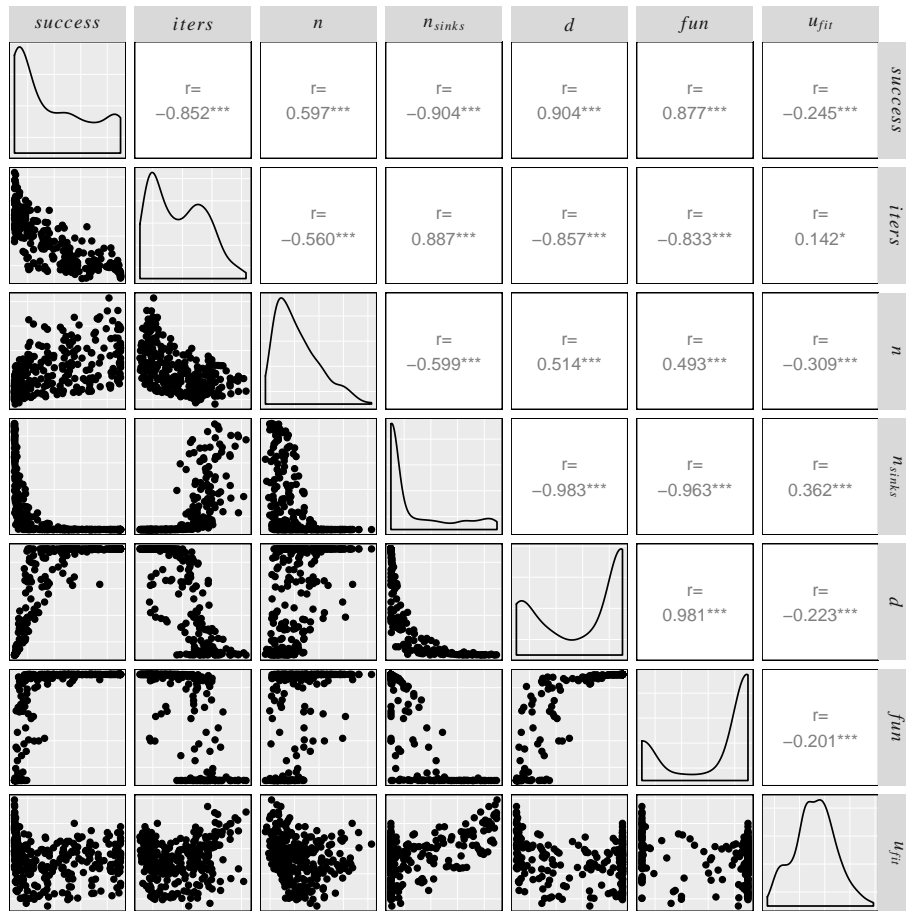 success iters n n_sinks d fun u_fit
r= r= r= r= r= r=
−0.852*** 0.597*** −0.904*** 0.904*** 0.877*** −0.245***
success
r= r= r= r= r=
−0.560*** 0.887*** −0.857*** −0.833*** 0.142*
iters
r= r= r= r=
−0.599*** 0.514*** 0.493*** −0.309***
n
r= r= r=
−0.983*** −0.963*** 0.362***
n_sinks
r= r=
0.981*** −0.223***
d
r=
−0.201***
fun
u_fit